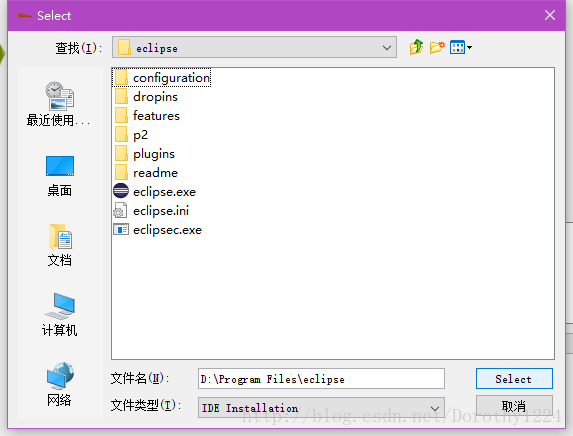 Select
查找(I):
eclipse
最近使用...
桌面
文档
计算机
网络
configuration
dropins
features
p2
plugins
readme
eclipse.exe
eclipse.ini
eclipsec.exe
文件名(N):
D:\Program Files\eclipse
Select
文件类型(T):
IDE Installation
取消
http://blog.csdn.net/Dorothy1224